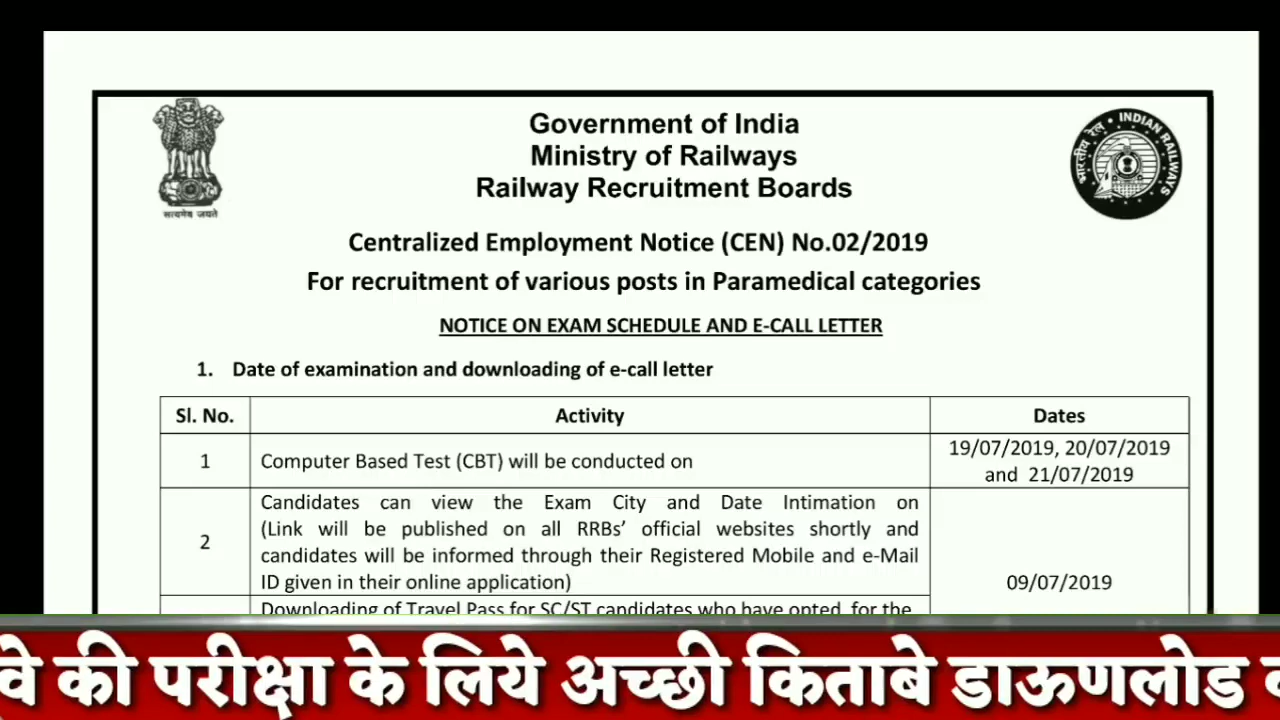 सत्यमेव जयते
भारतीय रेल • INDIAN RAILWAYS
Government of India
Ministry of Railways
Railway Recruitment Boards
Centralized Employment Notice (CEN) No.02/2019
For recruitment of various posts in Paramedical categories
NOTICE ON EXAM SCHEDULE AND E-CALL LETTER
1. Date of examination and downloading of e-call letter
Sl. No. Activity Dates
1 Computer Based Test (CBT) will be conducted on 19/07/2019, 20/07/2019
and 21/07/2019
2 Candidates can view the Exam City and Date Intimation on
(Link will be published on all RRBs' official websites shortly and
candidates will be informed through their Registered Mobile and e-Mail
ID given in their online application) 09/07/2019
Downloading of Travel Pass for SC/ST candidates who have opted for the
वे की परीक्षा के लिये अच्छी किताबे डाऊणलोड